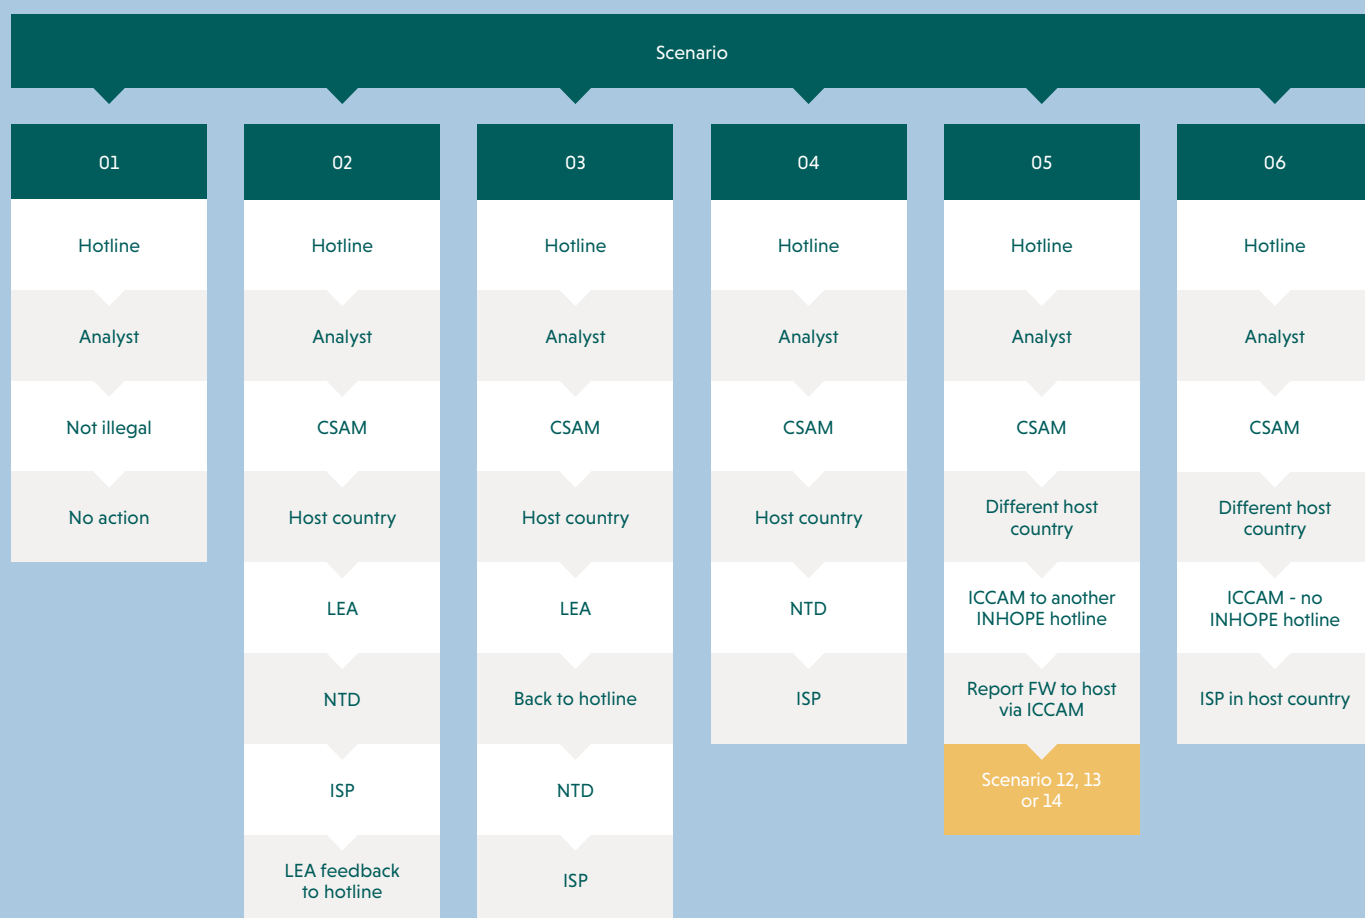 Scenario
01
Hotline
Analyst
Not illegal
No action
02
Hotline
Analyst
CSAM
Host country
LEA
NTD
ISP
LEA feedback
to hotline
03
Hotline
Analyst
CSAM
Host country
LEA
Back to hotline
NTD
ISP
04
Hotline
Analyst
CSAM
Host country
NTD
ISP
05
Hotline
Analyst
CSAM
Different host
country
ICCAM to another
INHOPE hotline
Report FW to host
via ICCAM
Scenario 12, 13
or 14
06
Hotline
Analyst
CSAM
Different host
country
ICCAM - no
INHOPE hotline
ISP in host country